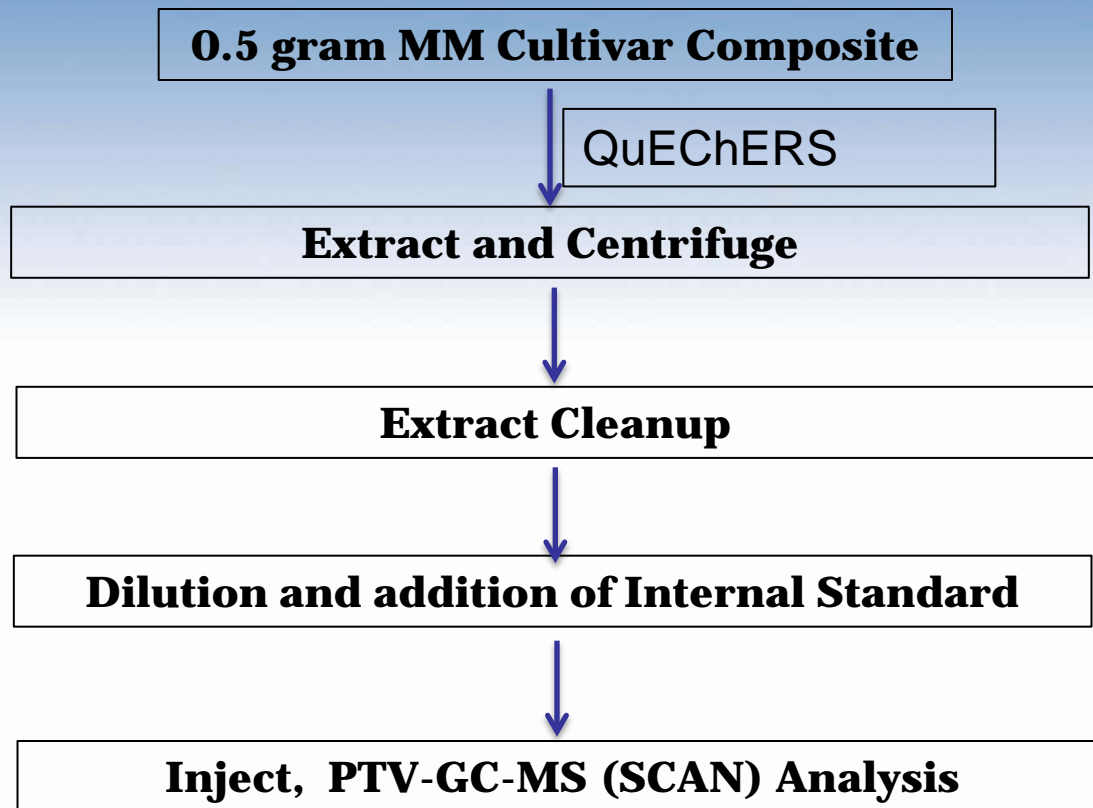 0.5 gram MM Cultivar Composite
QuEChERS
Extract and Centrifuge
Extract Cleanup
Dilution and addition of Internal Standard
Inject, PTV-GC-MS (SCAN) Analysis